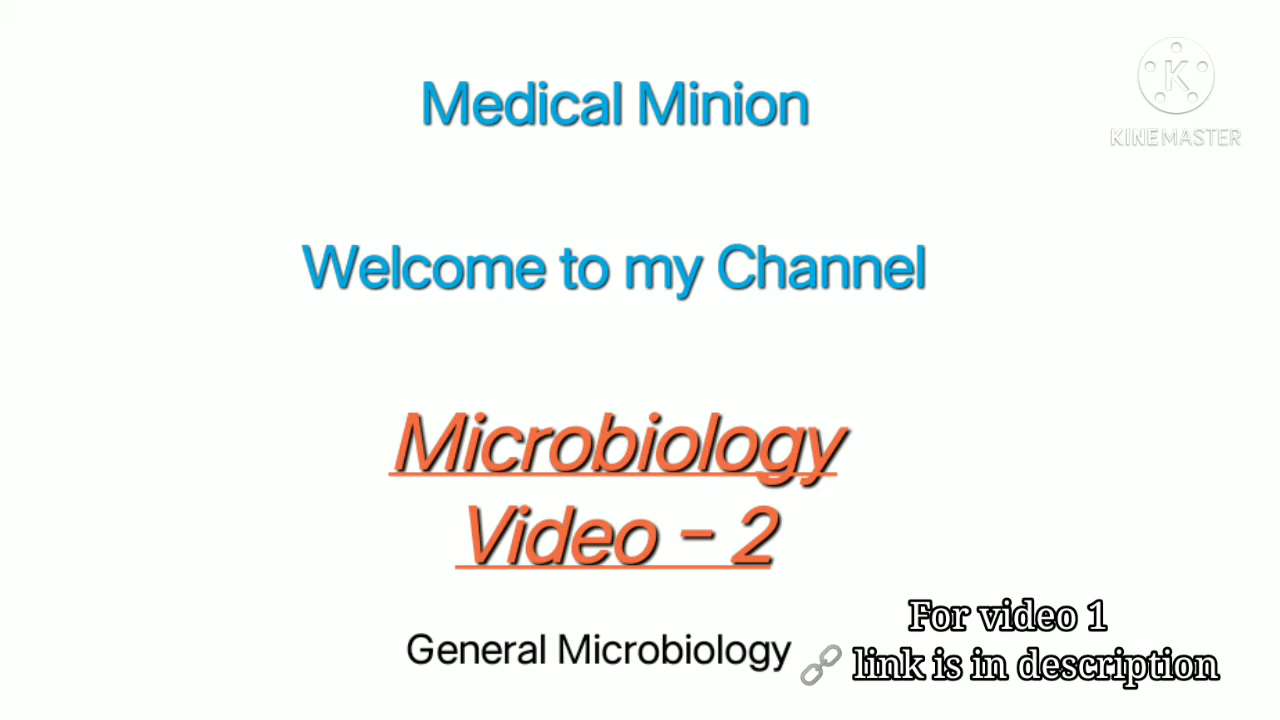 Medical Minion
K
KINEMASTER
Welcome to my Channel
Microbiology
Video - 2
General Microbiology
For video 1
link is in description